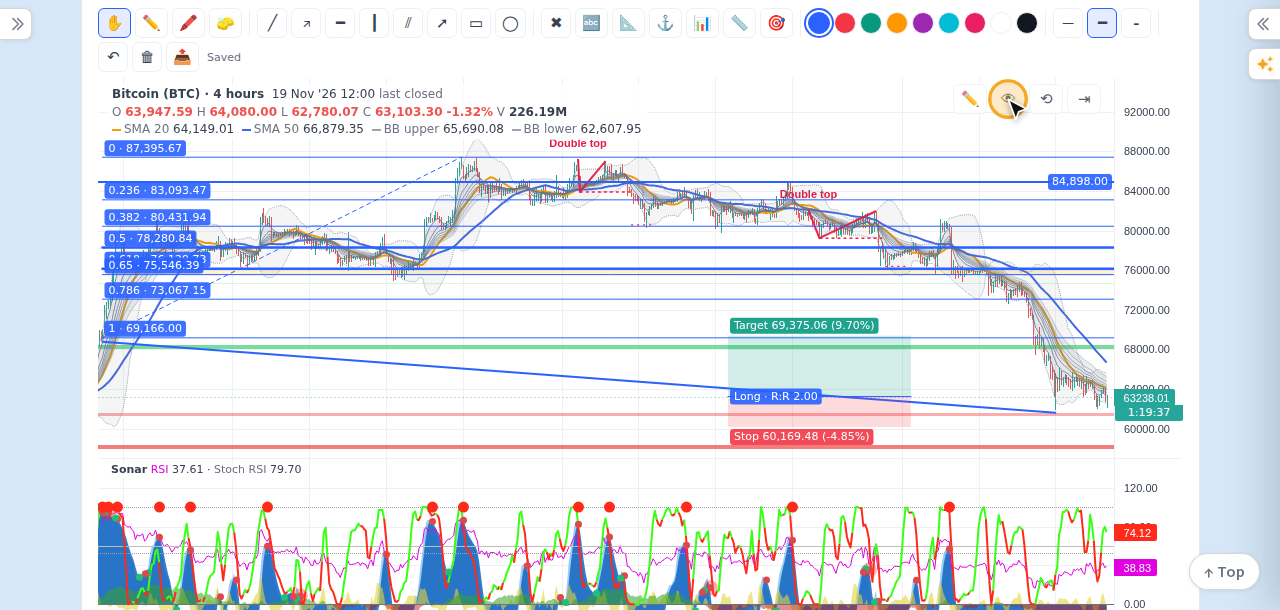 Saved
Bitcoin (BTC) · 4 hours 19 Nov '26 12:00 last closed
O 63,947.59 H 64,080.00 L 62,780.07 C 63,103.30 -1.32% V 226.19M
SMA 20 64,149.01 SMA 50 66,879.35 BB upper 65,690.08 BB lower 62,607.95
92000.00
Double top
0 · 87,395.67
88000.00
84,898.00
0.236 · 83,093.47
84000.00
Double top
0.382 · 80,431.94
80000.00
0.5 · 78,280.84
0.65 · 75,546.39
76000.00
0.786 · 73,067.15
72000.00
1 · 69,166.00
Target 69,375.06 (9.70%)
68000.00
64000.00
Long · R:R 2.00
63238.01
1:19:37
60000.00
Stop 60,169.48 (-4.85%)
Sonar RSI 37.61 · Stoch RSI 79.70
120.00
74.12
38.83
↑ Top
0.00